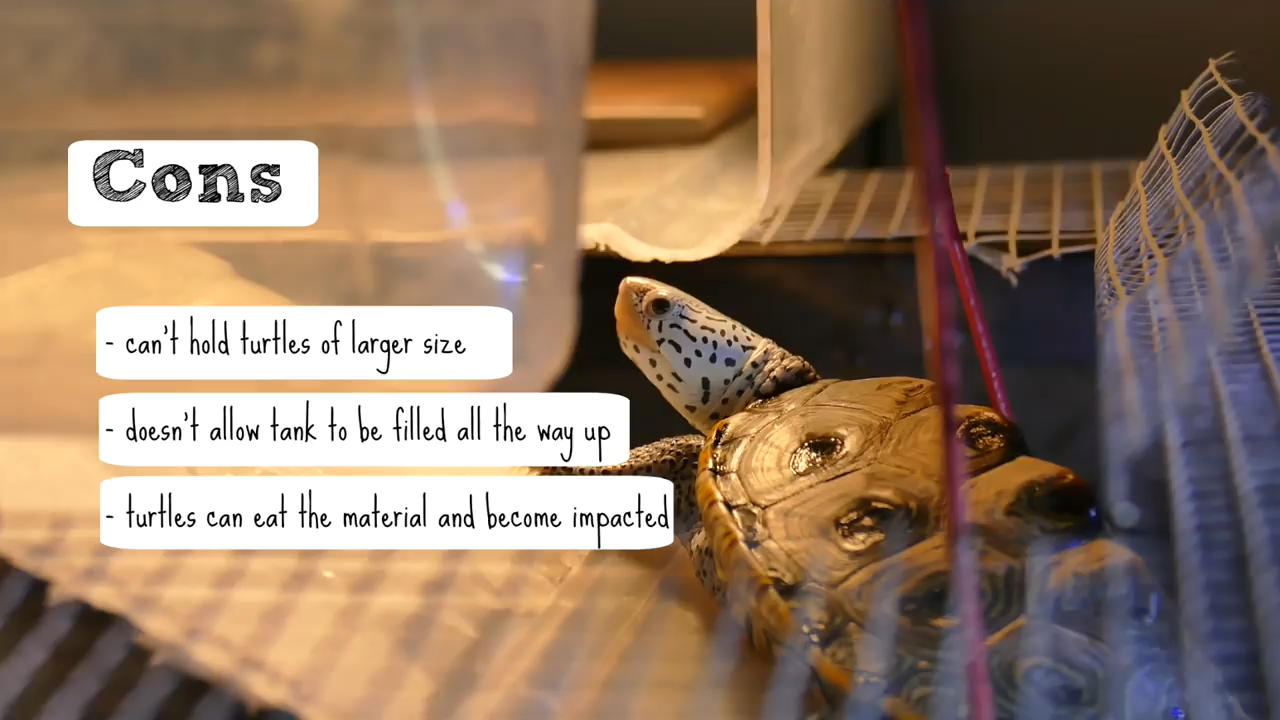 Cons
- can't hold turtles of larger size
- doesn't allow tank to be filled all the way up
- turtles can eat the material and become impacted